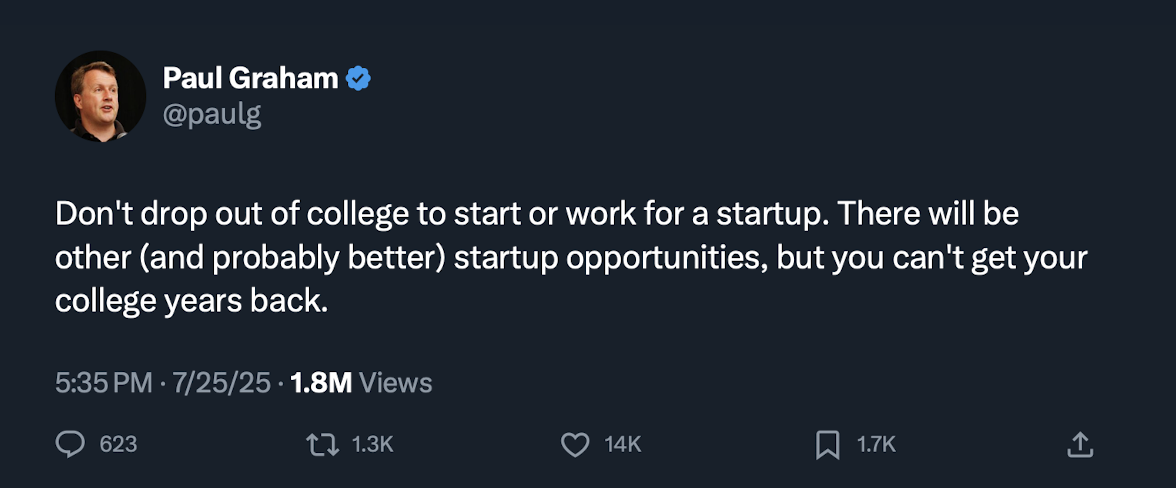 Paul Graham
@paulg
Don't drop out of college to start or work for a startup. There will be
other (and probably better) startup opportunities, but you can't get your
college years back.
5:35 PM · 7/25/25 · 1.8M Views
623 1.3K 14K 1.7K